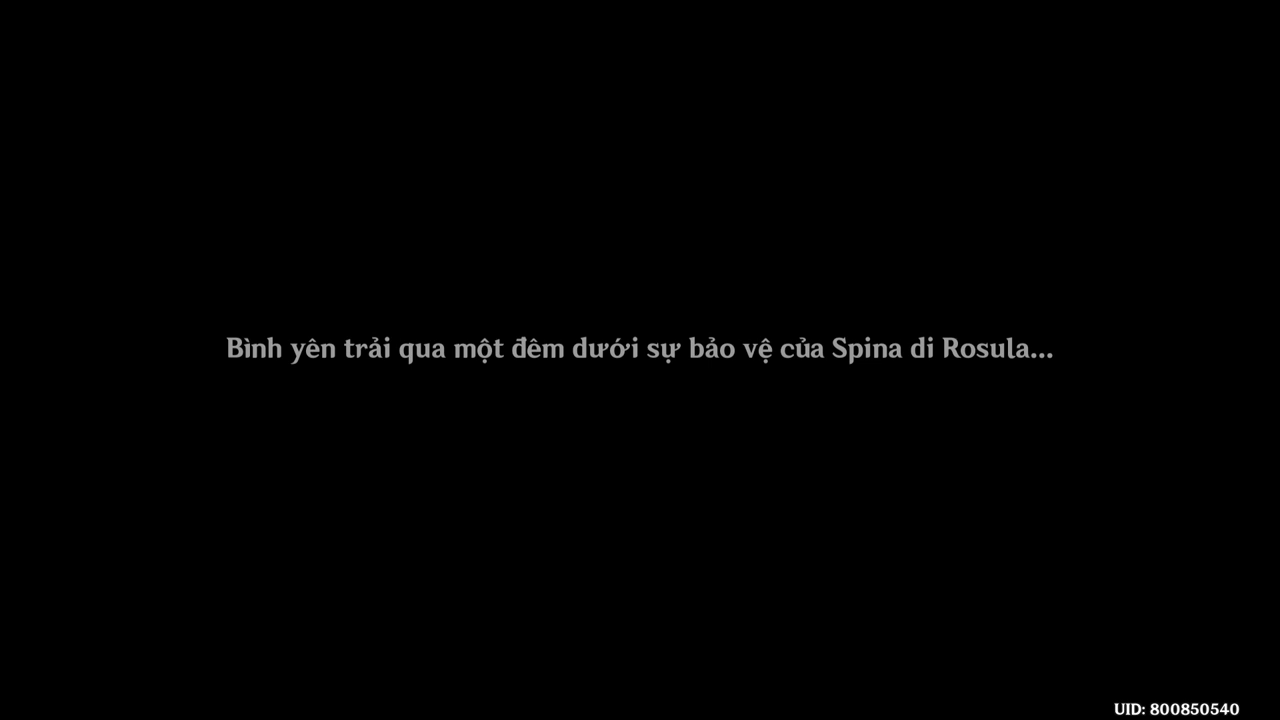 Bình yên trải qua một đêm dưới sự bảo vệ của Spina di Rosula...
UID: 800850540